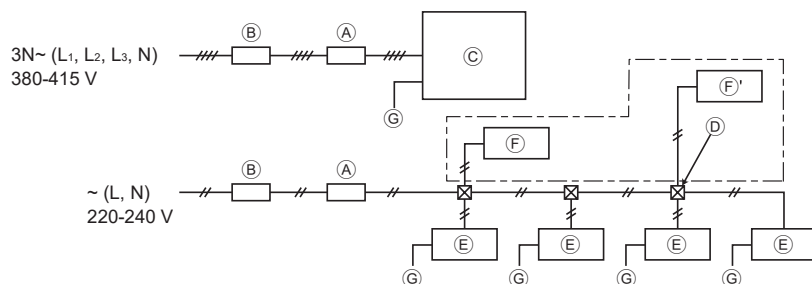 Ⓑ Ⓐ
3N~ (L₁, L₂, L₃, N)
380-415 V
Ⓒ
Ⓕ'
Ⓖ
Ⓓ
Ⓕ
Ⓑ Ⓐ
~ (L, N)
220-240 V
Ⓔ Ⓔ Ⓔ Ⓔ
Ⓖ Ⓖ Ⓖ Ⓖ